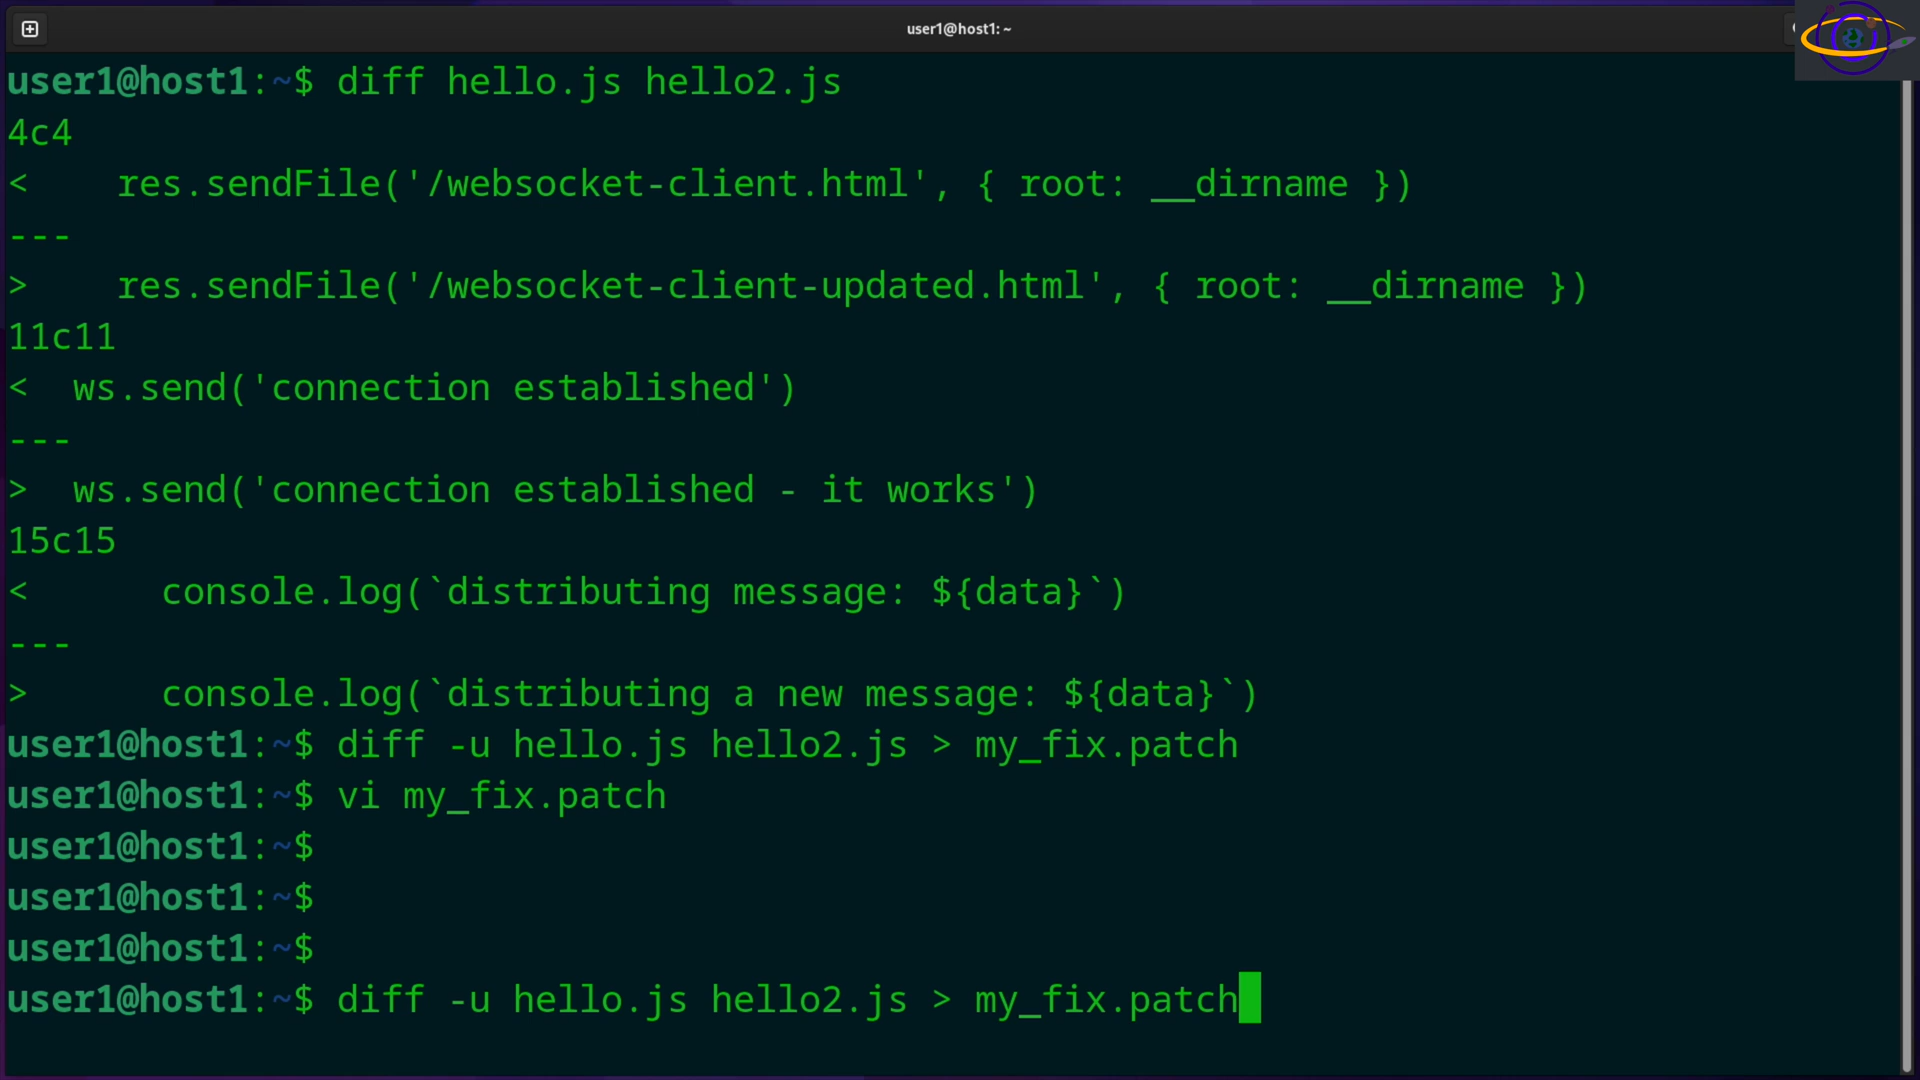 user1@host1: ~
user1@host1:~$ diff hello.js hello2.js
4c4
<    res.sendFile('/websocket-client.html', { root: __dirname })
---
>    res.sendFile('/websocket-client-updated.html', { root: __dirname })
11c11
<  ws.send('connection established')
---
>  ws.send('connection established - it works')
15c15
<      console.log(`distributing message: ${data}`)
---
>      console.log(`distributing a new message: ${data}`)
user1@host1:~$ diff -u hello.js hello2.js > my_fix.patch
user1@host1:~$ vi my_fix.patch
user1@host1:~$
user1@host1:~$
user1@host1:~$
user1@host1:~$ diff -u hello.js hello2.js > my_fix.patch